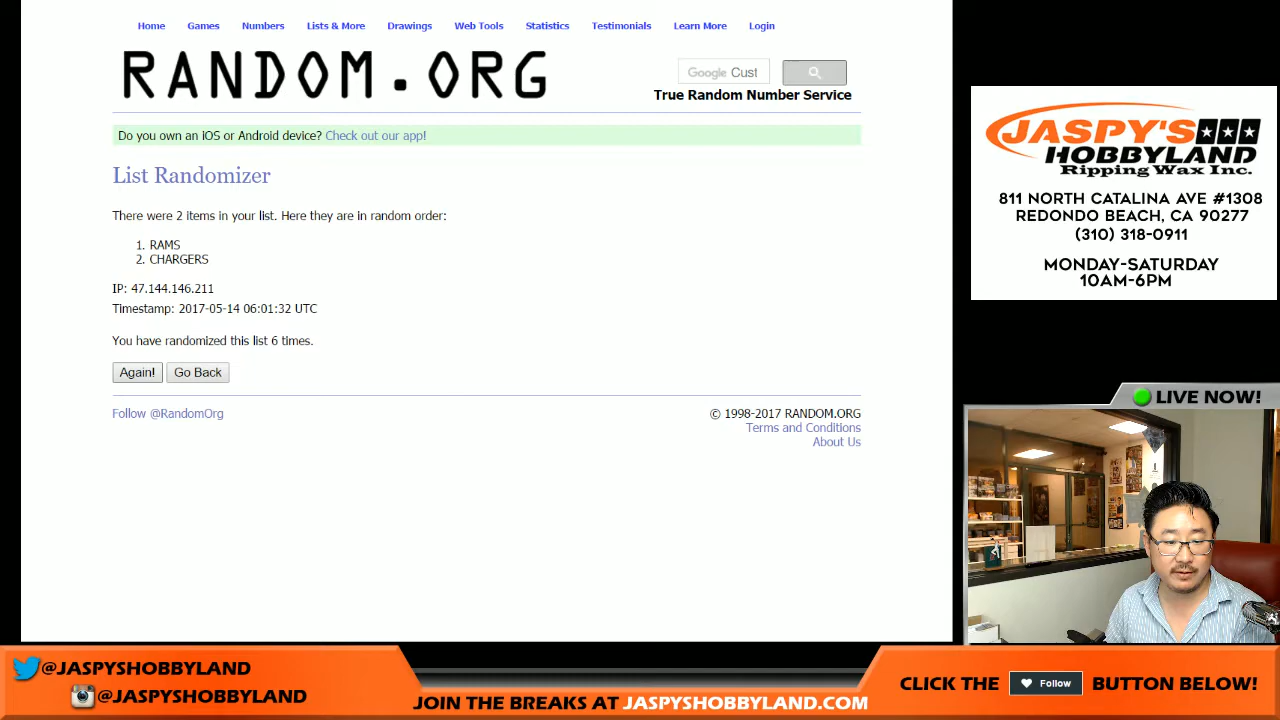 Home Games Numbers Lists & More Drawings Web Tools Statistics Testimonials Learn More Login
RANDOM.ORG
Google Cust
True Random Number Service
Do you own an iOS or Android device? Check out our app!
List Randomizer
There were 2 items in your list. Here they are in random order:
1. RAMS
2. CHARGERS
IP: 47.144.146.211
Timestamp: 2017-05-14 06:01:32 UTC
You have randomized this list 6 times.
Again! Go Back
Follow @RandomOrg
© 1998-2017 RANDOM.ORG
Terms and Conditions
About Us
JASPY'S
HOBBYLAND
Ripping Wax Inc.
811 NORTH CATALINA AVE #1308
REDONDO BEACH, CA 90277
(310) 318-0911
MONDAY-SATURDAY
10AM-6PM
LIVE NOW!
@JASPYSHOBBYLAND
@JASPYSHOBBYLAND
JOIN THE BREAKS AT JASPYSHOBBYLAND.COM
CLICK THE Follow BUTTON BELOW!